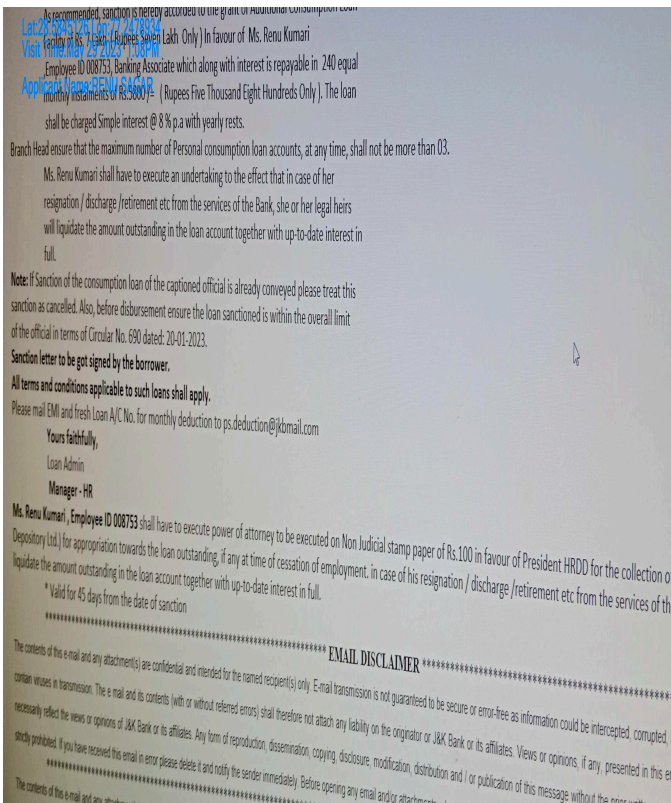 As recommended, sanction is hereby accorded to the grant of Additional Consumption Loan
Lat:28.5845126 Lon:77.2478934
facility of Rs. Lakh ( Rupees Seven Lakh Only ) In favour of Ms. Renu Kumari
Visit Time:May 29 2023 1:08PM
Employee ID 008753, Banking Associate which along with interest is repayable in 240 equal
Applicant Name:RENU SAGAR
monthly instalments of Rs.5800/= ( Rupees Five Thousand Eight Hundreds Only ). The loan
shall be charged Simple interest @ 8 % p.a with yearly rests.
Branch Head ensure that the maximum number of Personal consumption loan accounts, at any time, shall not be more than 03.
Ms. Renu Kumari shall have to execute an undertaking to the effect that in case of her
resignation / discharge /retirement etc from the services of the Bank, she or her legal heirs
will liquidate the amount outstanding in the loan account together with up-to-date interest in
full.
Note: If Sanction of the consumption loan of the captioned official is already conveyed please treat this
sanction as cancelled. Also, before disbursement ensure the loan sanctioned is within the overall limit
of the official in terms of Circular No. 690 dated: 20-01-2023.
Sanction letter to be got signed by the borrower.
All terms and conditions applicable to such loans shall apply.
Please mail EMI and fresh Loan A/C No. for monthly deduction to ps.deduction@jkbmail.com
Yours faithfully,
Loan Admin
Manager - HR
Ms. Renu Kumari , Employee ID 008753 shall have to execute power of attorney to be executed on Non Judicial stamp paper of Rs.100 in favour of President HRDD for the collection o
Depository Ltd.) for appropriation towards the loan outstanding, if any at time of cessation of employment. in case of his resignation / discharge /retirement etc from the services of th
liquidate the amount outstanding in the loan account together with up-to-date interest in full.
* Valid for 45 days from the date of sanction
****************************************************** EMAIL DISCLAIMER ******************************************************
The contents of this e-mail and any attachment(s) are confidential and intended for the named recipient(s) only. E-mail transmission is not guaranteed to be secure or error-free as information could be intercepted, corrupted,
contain viruses in transmission. The e mail and its contents (with or without referred errors) shall therefore not attach any liability on the originator or J&K Bank or its affiliates. Views or opinions, if any, presented in this e
necessarily reflect the views or opinions of J&K Bank or its affiliates. Any form of reproduction, dissemination, copying, disclosure, modification, distribution and / or publication of this message without the prior
strictly prohibited. If you have received this email in error please delete it and notify the sender immediately. Before opening any email and/or attachments
******************************************************
The contents of this e-mail and any